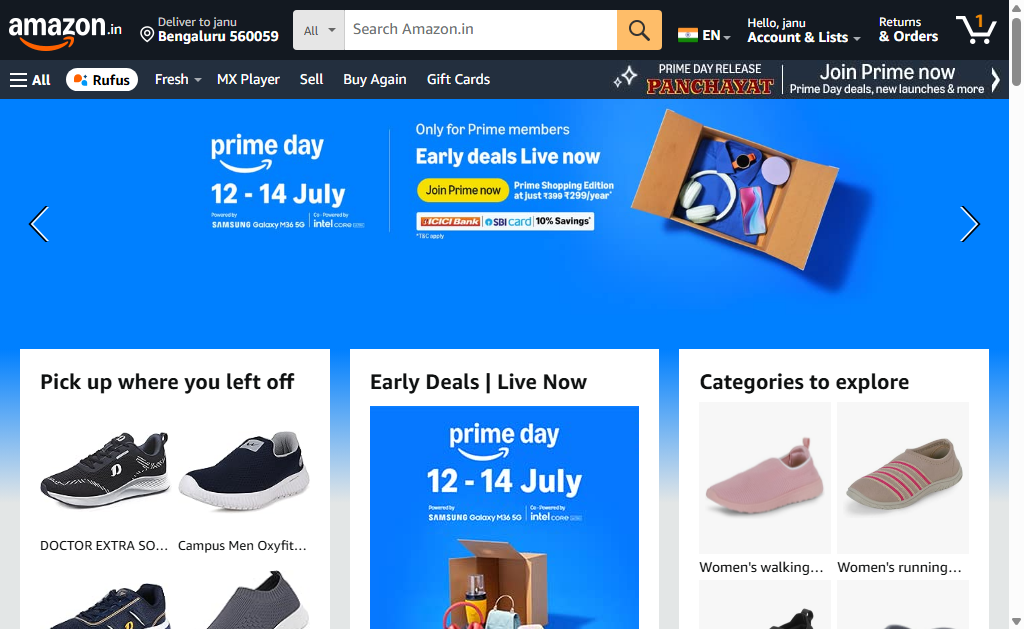 amazon.in
Deliver to janu
Bengaluru 560059
All
Search Amazon.in
EN
Hello, janu
Account & Lists
Returns
& Orders
1
All
Rufus
Fresh
MX Player
Sell
Buy Again
Gift Cards
PRIME DAY RELEASE
PANCHAYAT
Join Prime now
Prime Day deals, new launches & more
prime day
12 - 14 July
Powered by
SAMSUNG Galaxy M36 5G
Co - Powered by
intel CORE
Only for Prime members
Early deals Live now
Join Prime now
Prime Shopping Edition
at just ₹399 ₹299/year*
ICICI Bank
SBI card
10% Savings*
*T&C apply
Pick up where you left off
DOCTOR EXTRA SO...
Campus Men Oxyfit...
Early Deals | Live Now
prime day
12 - 14 July
Powered by
SAMSUNG Galaxy M36 5G
Co - Powered by
intel CORE
Categories to explore
Women's walking...
Women's running...